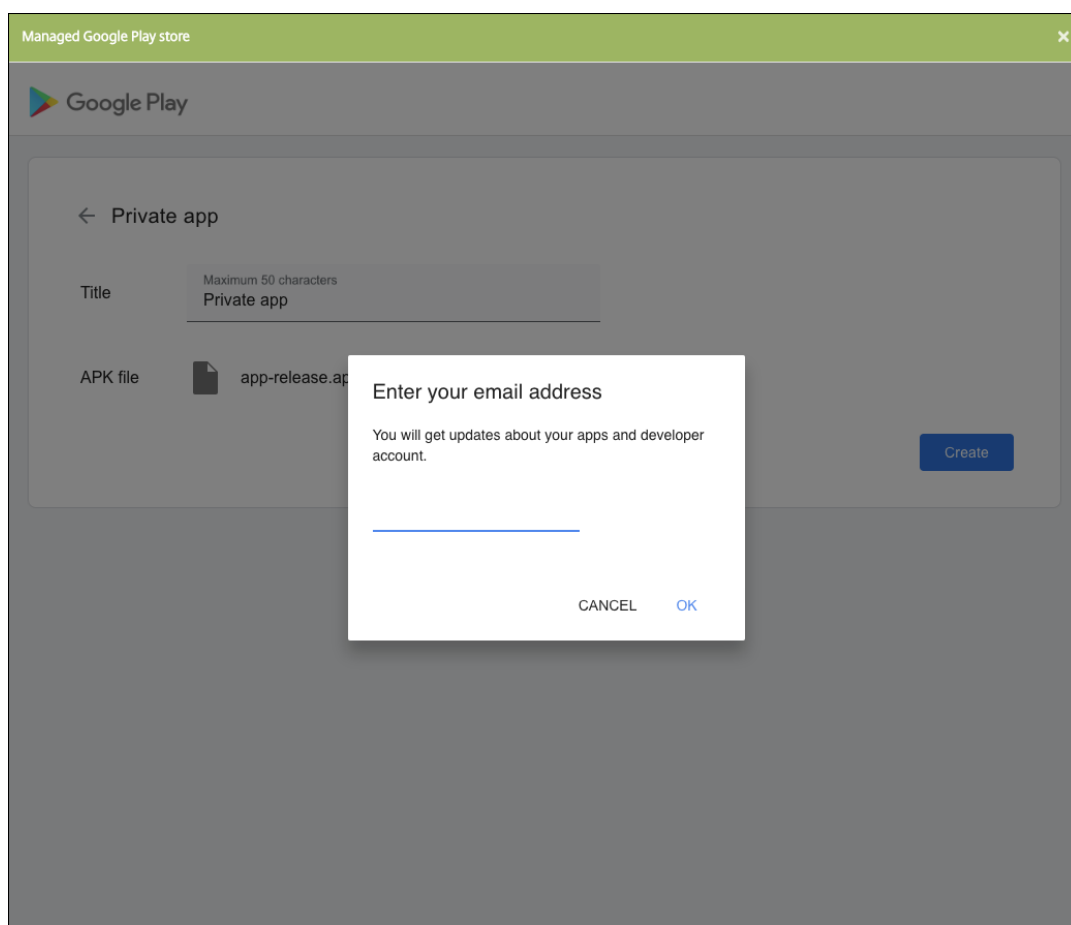 Managed Google Play store
×
Google Play
← Private app
Title
Maximum 50 characters
Private app
APK file
app-release.ap
Enter your email address
You will get updates about your apps and developer
account.
Create
CANCEL
OK